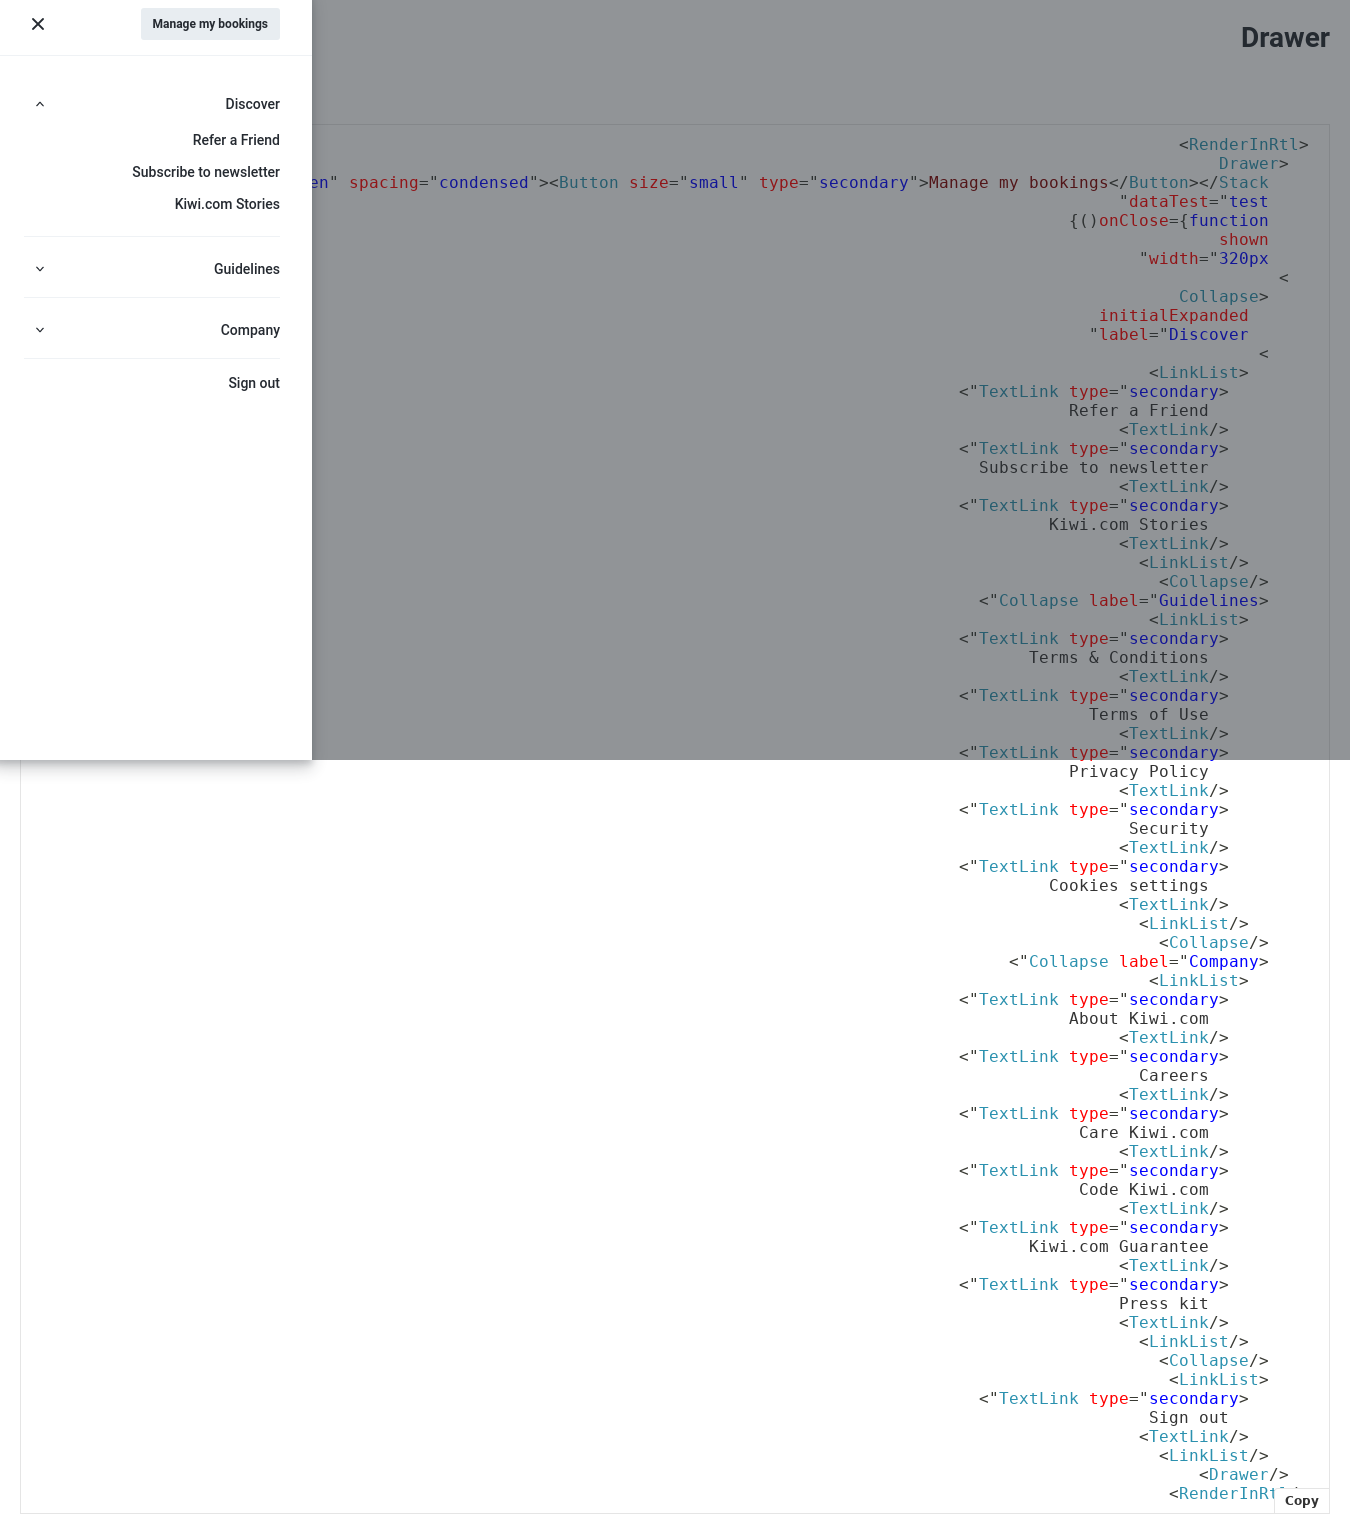 Manage my bookings
Discover
Refer a Friend
Subscribe to newsletter
Kiwi.com Stories
Guidelines
Company
Sign out
Drawer
<RenderInRtl>
Drawer>
en" spacing="condensed"><Button size="small" type="secondary">Manage my bookings</Button></Stack
"dataTest="test
{()onClose={function
shown
"width="320px
<
Collapse>
initialExpanded
"label="Discover
<
<LinkList>
<"TextLink type="secondary>
Refer a Friend
<TextLink/>
<"TextLink type="secondary>
Subscribe to newsletter
<TextLink/>
<"TextLink type="secondary>
Kiwi.com Stories
<TextLink/>
<LinkList/>
<Collapse/>
<"Collapse label="Guidelines>
<LinkList>
<"TextLink type="secondary>
Terms & Conditions
<TextLink/>
<"TextLink type="secondary>
Terms of Use
<TextLink/>
<"TextLink type="secondary>
Privacy Policy
<TextLink/>
<"TextLink type="secondary>
Security
<TextLink/>
<"TextLink type="secondary>
Cookies settings
<TextLink/>
<LinkList/>
<Collapse/>
<"Collapse label="Company>
<LinkList>
<"TextLink type="secondary>
About Kiwi.com
<TextLink/>
<"TextLink type="secondary>
Careers
<TextLink/>
<"TextLink type="secondary>
Care Kiwi.com
<TextLink/>
<"TextLink type="secondary>
Code Kiwi.com
<TextLink/>
<"TextLink type="secondary>
Kiwi.com Guarantee
<TextLink/>
<"TextLink type="secondary>
Press kit
<TextLink/>
<LinkList/>
<Collapse/>
<LinkList>
<"TextLink type="secondary>
Sign out
<TextLink/>
<LinkList/>
<Drawer/>
<RenderInRt
Copy